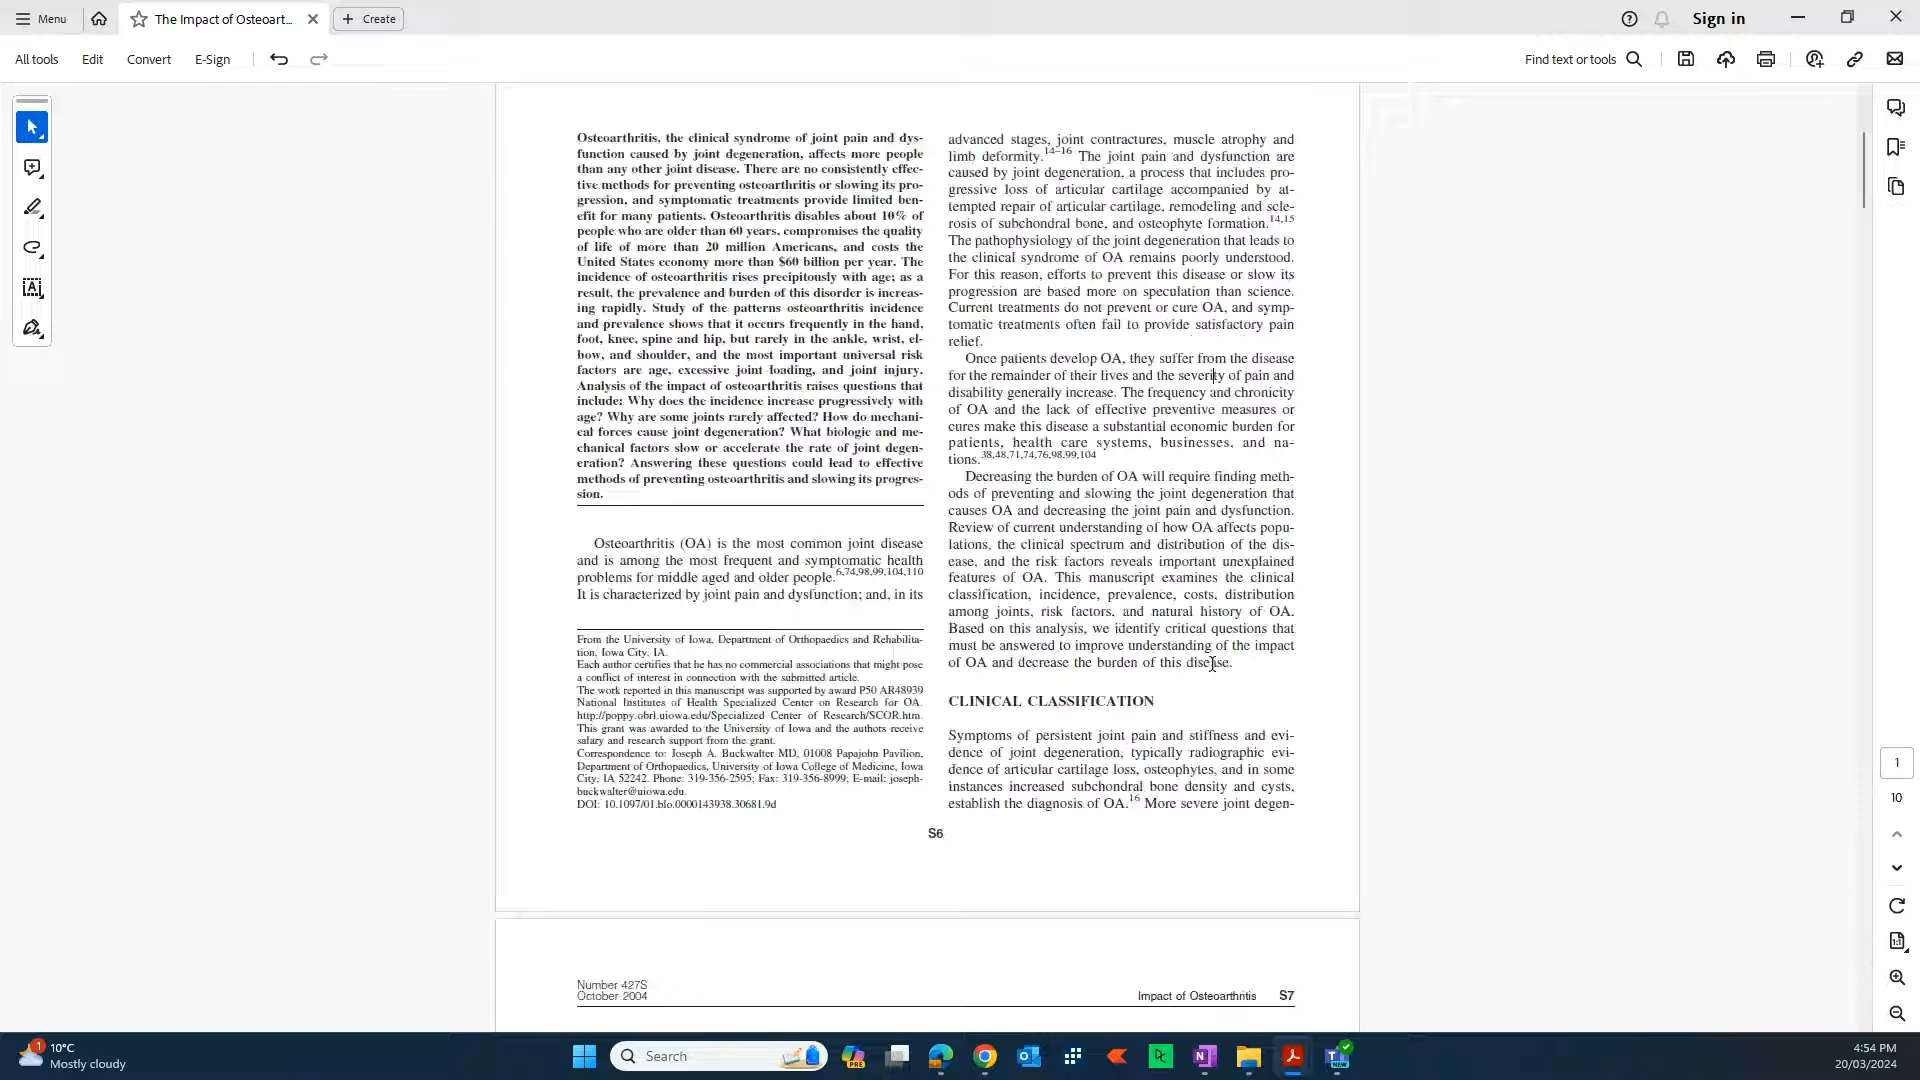 Menu
The Impact of Osteoart...
Create
Sign in
All tools
Edit
Convert
E-Sign
Find text or tools
Osteoarthritis, the clinical syndrome of joint pain and dys-
function caused by joint degeneration, affects more people
than any other joint disease. There are no consistently effec-
tive methods for preventing osteoarthritis or slowing its pro-
gression, and symptomatic treatments provide limited ben-
efit for many patients. Osteoarthritis disables about 10% of
people who are older than 60 years, compromises the quality
of life of more than 20 million Americans, and costs the
United States economy more than $60 billion per year. The
incidence of osteoarthritis rises precipitously with age; as a
result, the prevalence and burden of this disorder is increas-
ing rapidly. Study of the patterns osteoarthritis incidence
and prevalence shows that it occurs frequently in the hand,
foot, knee, spine and hip, but rarely in the ankle, wrist, el-
bow, and shoulder, and the most important universal risk
factors are age, excessive joint loading, and joint injury.
Analysis of the impact of osteoarthritis raises questions that
include: Why does the incidence increase progressively with
age? Why are some joints rarely affected? How do mechani-
cal forces cause joint degeneration? What biologic and me-
chanical factors slow or accelerate the rate of joint degen-
eration? Answering these questions could lead to effective
methods of preventing osteoarthritis and slowing its progres-
sion.
Osteoarthritis (OA) is the most common joint disease
and is among the most frequent and symptomatic health
problems for middle aged and older people.6,74,98,99,104,110
It is characterized by joint pain and dysfunction; and, in its
From the University of Iowa, Department of Orthopaedics and Rehabilita-
tion, Iowa City, IA.
Each author certifies that he has no commercial associations that might pose
a conflict of interest in connection with the submitted article.
The work reported in this manuscript was supported by award P50 AR48939
National Institutes of Health Specialized Center on Research for OA.
http://poppy.obrl.uiowa.edu/Specialized Center of Research/SCOR.htm.
This grant was awarded to the University of Iowa and the authors receive
salary and research support from the grant.
Correspondence to: Joseph A. Buckwalter MD, 01008 Papajohn Pavilion,
Department of Orthopaedics, University of Iowa College of Medicine, Iowa
City, IA 52242. Phone: 319-356-2595; Fax: 319-356-8999; E-mail: joseph-
buckwalter@uiowa.edu.
DOI: 10.1097/01.blo.0000143938.30681.9d
advanced stages, joint contractures, muscle atrophy and
limb deformity.14–16 The joint pain and dysfunction are
caused by joint degeneration, a process that includes pro-
gressive loss of articular cartilage accompanied by at-
tempted repair of articular cartilage, remodeling and scle-
rosis of subchondral bone, and osteophyte formation.14,15
The pathophysiology of the joint degeneration that leads to
the clinical syndrome of OA remains poorly understood.
For this reason, efforts to prevent this disease or slow its
progression are based more on speculation than science.
Current treatments do not prevent or cure OA, and symp-
tomatic treatments often fail to provide satisfactory pain
relief.
Once patients develop OA, they suffer from the disease
for the remainder of their lives and the severity of pain and
disability generally increase. The frequency and chronicity
of OA and the lack of effective preventive measures or
cures make this disease a substantial economic burden for
patients, health care systems, businesses, and na-
tions.38,48,71,74,76,98,99,104
Decreasing the burden of OA will require finding meth-
ods of preventing and slowing the joint degeneration that
causes OA and decreasing the joint pain and dysfunction.
Review of current understanding of how OA affects popu-
lations, the clinical spectrum and distribution of the dis-
ease, and the risk factors reveals important unexplained
features of OA. This manuscript examines the clinical
classification, incidence, prevalence, costs, distribution
among joints, risk factors, and natural history of OA.
Based on this analysis, we identify critical questions that
must be answered to improve understanding of the impact
of OA and decrease the burden of this disease.
CLINICAL CLASSIFICATION
Symptoms of persistent joint pain and stiffness and evi-
dence of joint degeneration, typically radiographic evi-
dence of articular cartilage loss, osteophytes, and in some
instances increased subchondral bone density and cysts,
establish the diagnosis of OA.16 More severe joint degen-
S6
Number 427S
October 2004
Impact of Osteoarthritis S7
1
10
1
10°C
Mostly cloudy
Search
PRE
NEW
4:54 PM
20/03/2024